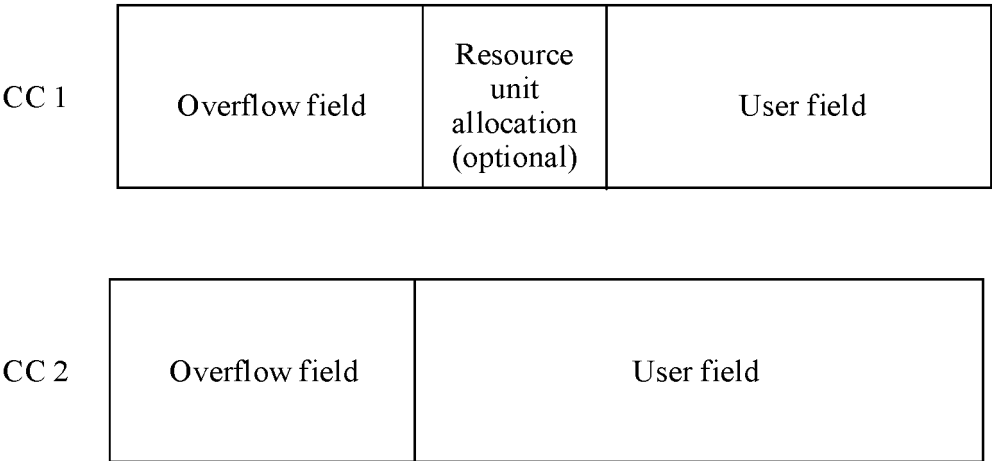 CC 1
Overflow field
Resource
unit
allocation
(optional)
User field
CC 2
Overflow field
User field